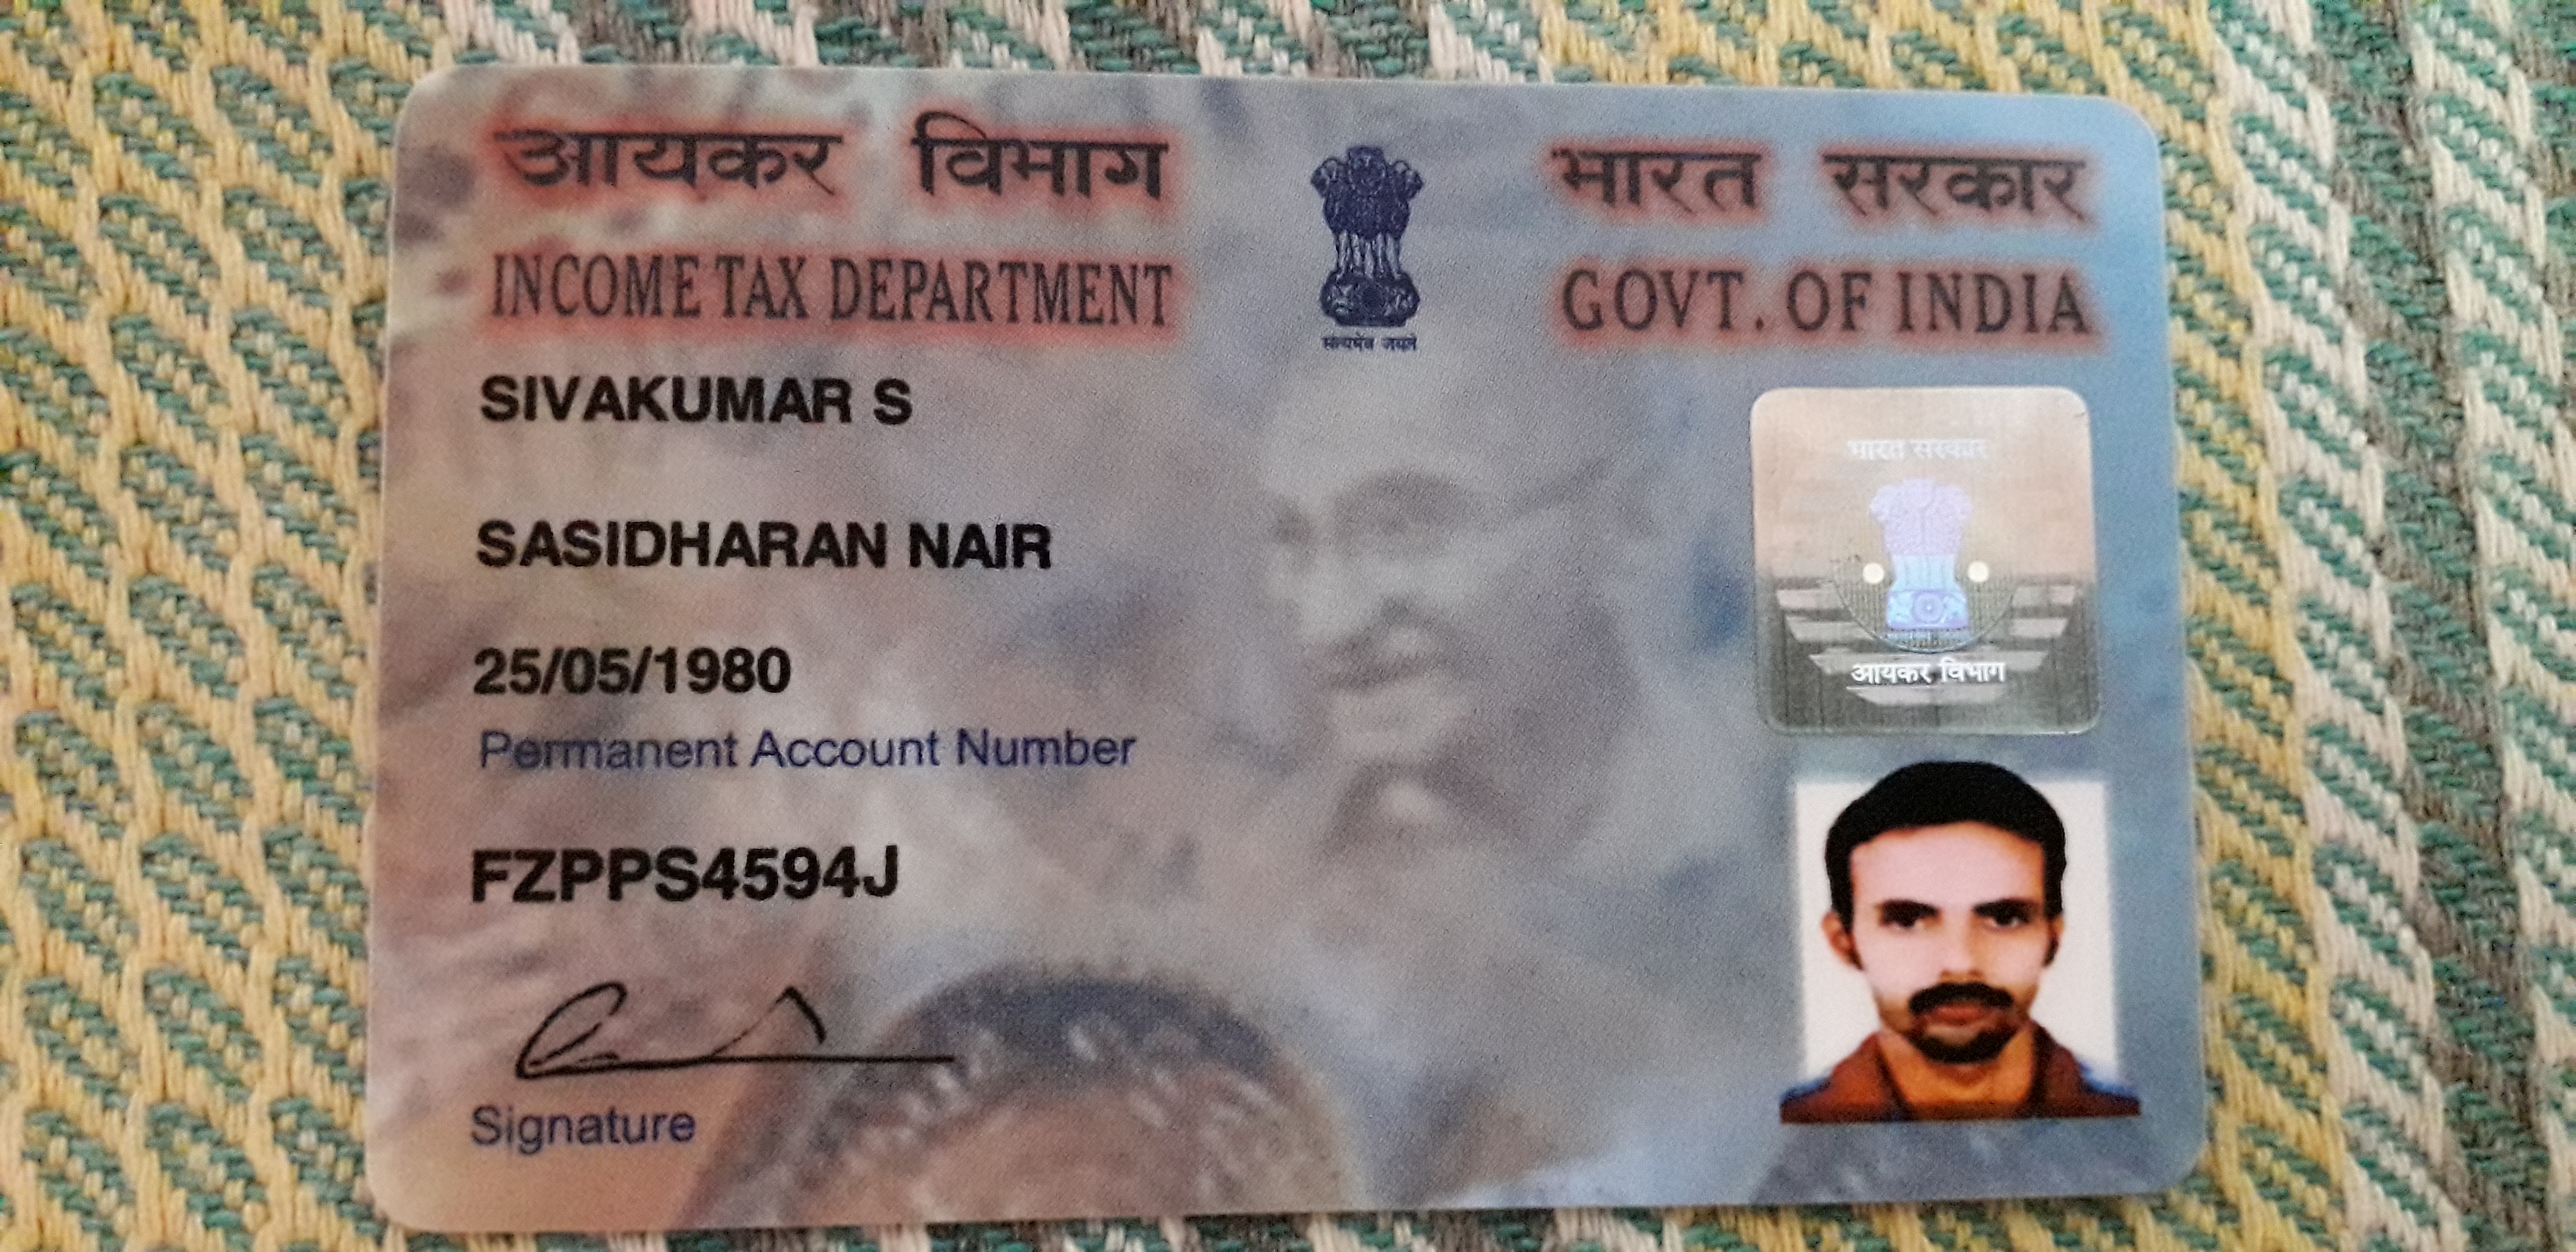 आयकर विभाग
INCOME TAX DEPARTMENT
भारत सरकार
GOVT. OF INDIA
सत्यमेव जयते
SIVAKUMAR S
SASIDHARAN NAIR
25/05/1980
Permanent Account Number
FZPPS4594J
Signature
भारत सरकार
आयकर विभाग